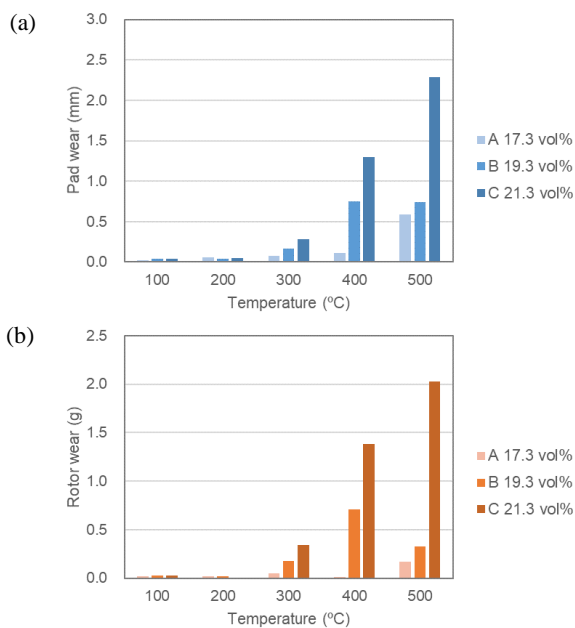 (a)
3.0
2.5
2.0
1.5
1.0
0.5
0.0
Pad wear (mm)
100 200 300 400 500
Temperature (ºC)
A 17.3 vol%
B 19.3 vol%
C 21.3 vol%
(b)
2.5
2.0
1.5
1.0
0.5
0.0
Rotor wear (g)
100 200 300 400 500
Temperature (ºC)
A 17.3 vol%
B 19.3 vol%
C 21.3 vol%